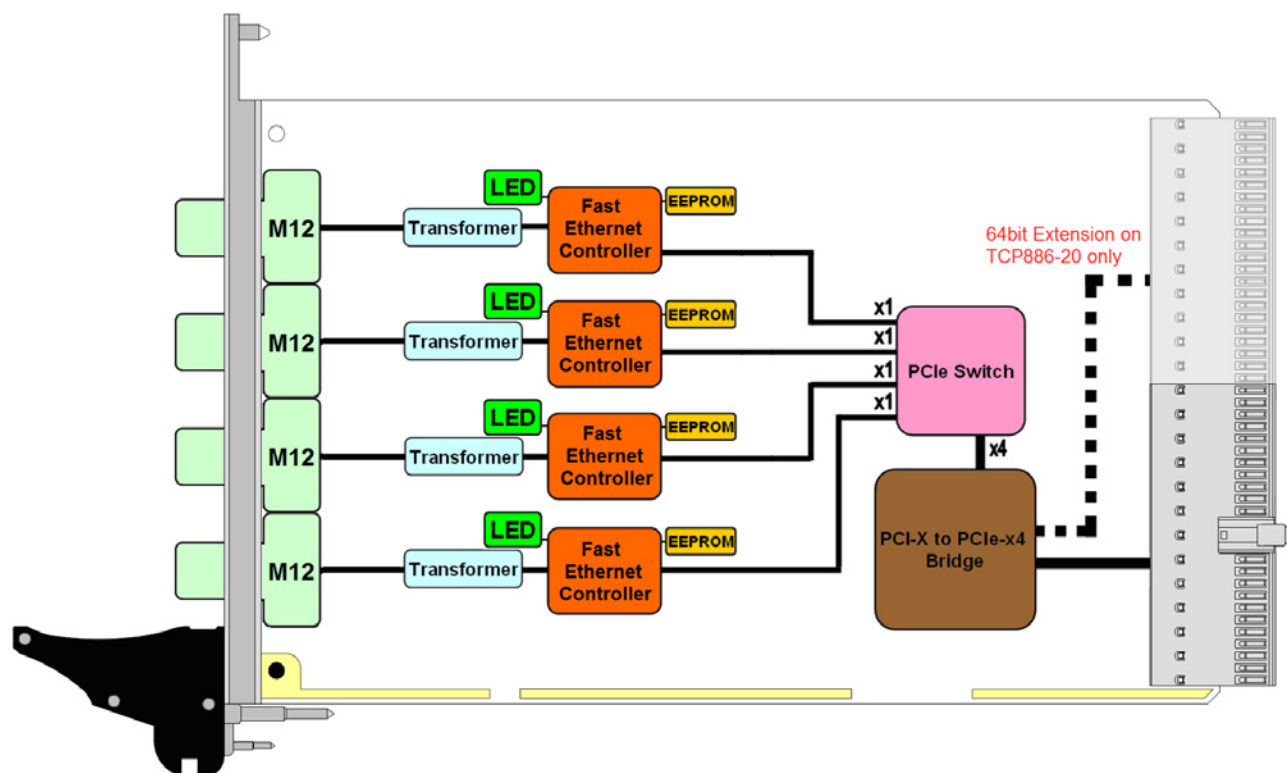 LED
EEPROM
Fast
Ethernet
Controller
M12
Transformer
64bit Extension on
TCP886-20 only
LED
EEPROM
Fast
Ethernet
Controller
M12
Transformer
x1
x1
x1
x1
PCIe Switch
LED
EEPROM
Fast
Ethernet
Controller
M12
Transformer
x4
LED
EEPROM
Fast
Ethernet
Controller
M12
Transformer
PCI-X to PCIe-x4
Bridge